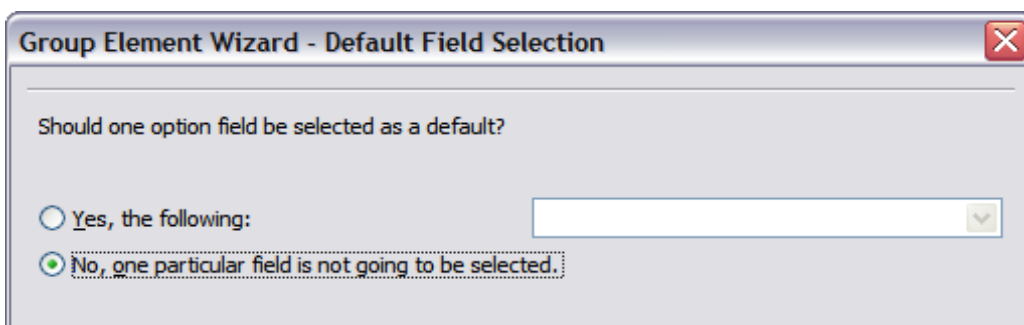 Group Element Wizard - Default Field Selection
Should one option field be selected as a default?
Yes, the following:
No, one particular field is not going to be selected.